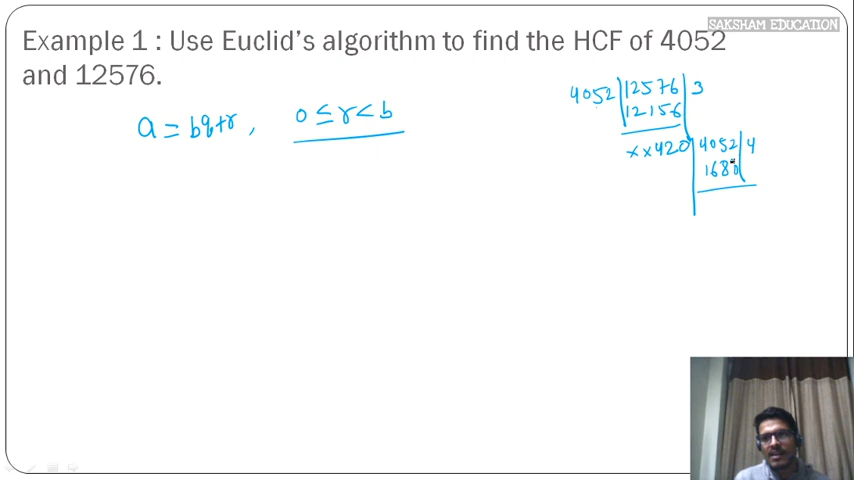 SAKSHAM EDUCATION
Example 1 : Use Euclid's algorithm to find the HCF of 4052
and 12576.
a = bq+r, 0 ≤ r < b
4052 | 12576 | 3
12156
x x 420 | 4052 | 4
1680